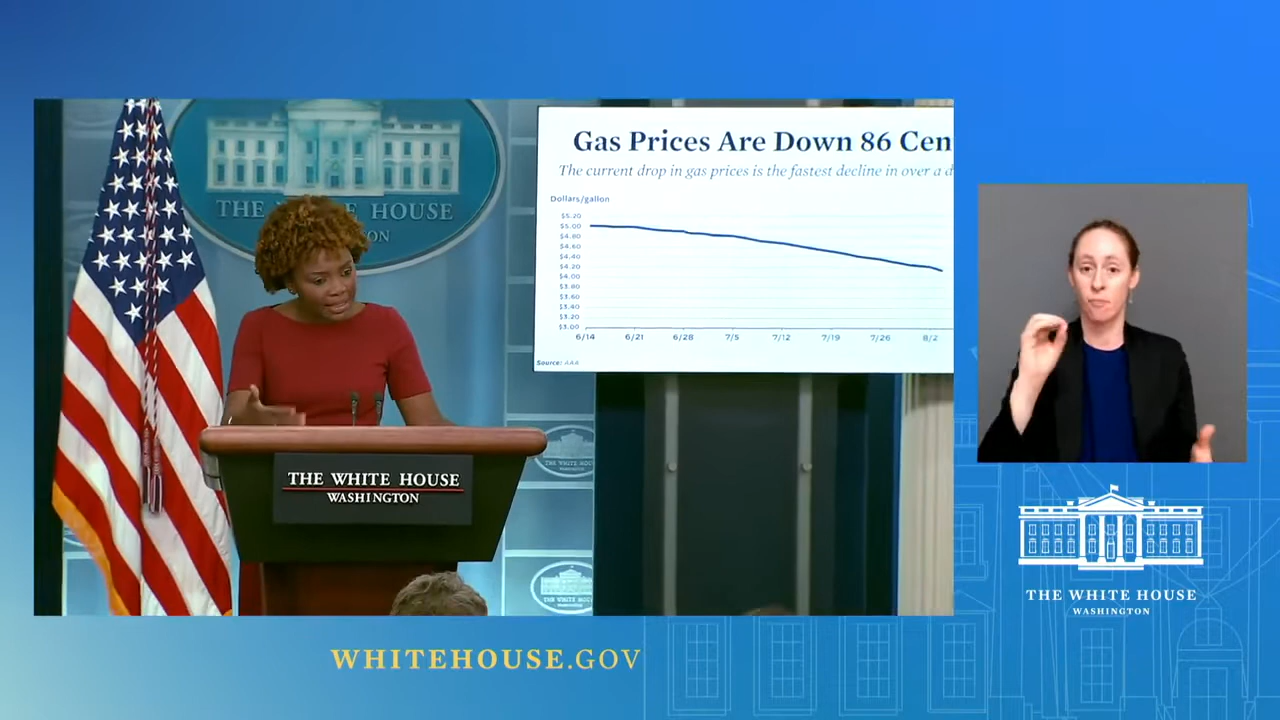 THE WHITE HOUSE
Gas Prices Are Down 86 Cen
The current drop in gas prices is the fastest decline in over a d
Dollars/gallon
$5.20
$5.00
$4.80
$4.60
$4.40
$4.20
$4.00
$3.80
$3.60
$3.40
$3.20
$3.00
6/14 6/21 6/28 7/5 7/12 7/19 7/26 8/2
Source: AAA
THE WHITE HOUSE
WASHINGTON
THE WHITE HOUSE
WASHINGTON
WHITEHOUSE.GOV